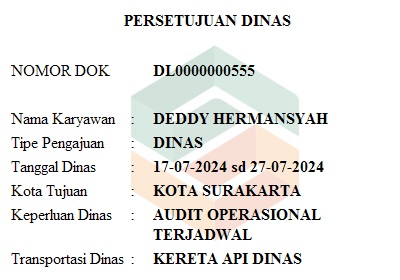 PERSETUJUAN DINAS
NOMOR DOK DL0000000555
Nama Karyawan : DEDDY HERMANSYAH
Tipe Pengajuan : DINAS
Tanggal Dinas : 17-07-2024 sd 27-07-2024
Kota Tujuan : KOTA SURAKARTA
Keperluan Dinas : AUDIT OPERASIONAL
TERJADWAL
Transportasi Dinas : KERETA API DINAS